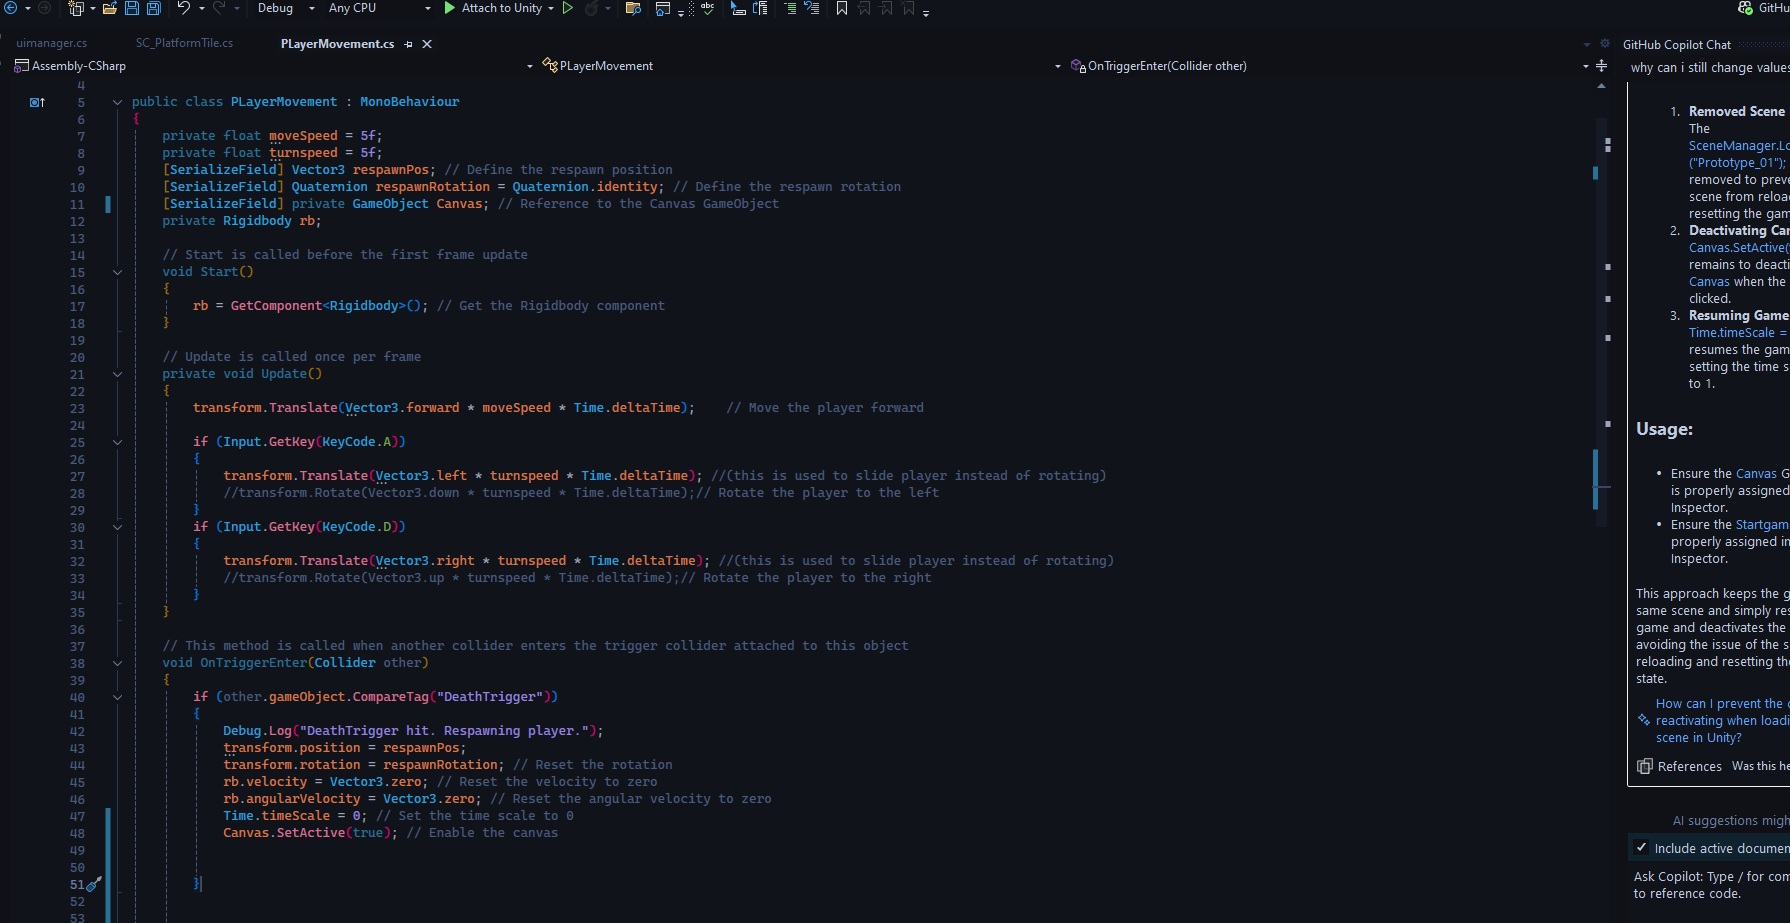 Debug
Any CPU
Attach to Unity
GitHu
uimanager.cs
SC_PlatformTile.cs
PLayerMovement.cs
Assembly-CSharp
PLayerMovement
OnTriggerEnter(Collider other)
4
5 public class PLayerMovement : MonoBehaviour
6 {
7 private float moveSpeed = 5f;
8 private float turnspeed = 5f;
9 [SerializeField] Vector3 respawnPos; // Define the respawn position
10 [SerializeField] Quaternion respawnRotation = Quaternion.identity; // Define the respawn rotation
11 [SerializeField] private GameObject Canvas; // Reference to the Canvas GameObject
12 private Rigidbody rb;
13
14 // Start is called before the first frame update
15 void Start()
16 {
17 rb = GetComponent<Rigidbody>(); // Get the Rigidbody component
18 }
19
20 // Update is called once per frame
21 private void Update()
22 {
23 transform.Translate(Vector3.forward * moveSpeed * Time.deltaTime); // Move the player forward
24
25 if (Input.GetKey(KeyCode.A))
26 {
27 transform.Translate(Vector3.left * turnspeed * Time.deltaTime); //(this is used to slide player instead of rotating)
28 //transform.Rotate(Vector3.down * turnspeed * Time.deltaTime);// Rotate the player to the left
29 }
30 if (Input.GetKey(KeyCode.D))
31 {
32 transform.Translate(Vector3.right * turnspeed * Time.deltaTime); //(this is used to slide player instead of rotating)
33 //transform.Rotate(Vector3.up * turnspeed * Time.deltaTime);// Rotate the player to the right
34 }
35 }
36
37 // This method is called when another collider enters the trigger collider attached to this object
38 void OnTriggerEnter(Collider other)
39 {
40 if (other.gameObject.CompareTag("DeathTrigger"))
41 {
42 Debug.Log("DeathTrigger hit. Respawning player.");
43 transform.position = respawnPos;
44 transform.rotation = respawnRotation; // Reset the rotation
45 rb.velocity = Vector3.zero; // Reset the velocity to zero
46 rb.angularVelocity = Vector3.zero; // Reset the angular velocity to zero
47 Time.timeScale = 0; // Set the time scale to 0
48 Canvas.SetActive(true); // Enable the canvas
49
50
51 }
52
53
GitHub Copilot Chat
why can i still change values
1. Removed Scene
The
SceneManager.Lo
("Prototype_01");
removed to preve
scene from reloa
resetting the gam
2. Deactivating Can
Canvas.SetActive(
remains to deacti
Canvas when the
clicked.
3. Resuming Game
Time.timeScale =
resumes the gam
setting the time s
to 1.
Usage:
• Ensure the Canvas G
is properly assigned
Inspector.
• Ensure the Startgam
properly assigned in
Inspector.
This approach keeps the g
same scene and simply res
game and deactivates the
avoiding the issue of the s
reloading and resetting the
state.
How can I prevent the c
reactivating when loadi
scene in Unity?
References Was this he
AI suggestions migh
Include active documen
Ask Copilot: Type / for com
to reference code.